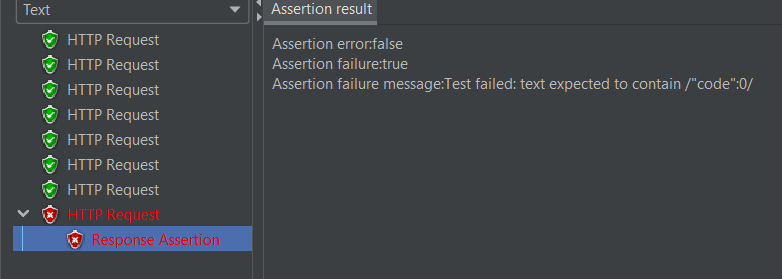 Text
HTTP Request
HTTP Request
HTTP Request
HTTP Request
HTTP Request
HTTP Request
HTTP Request
HTTP Request
Response Assertion
Assertion result
Assertion error:false
Assertion failure:true
Assertion failure message:Test failed: text expected to contain /"code":0/